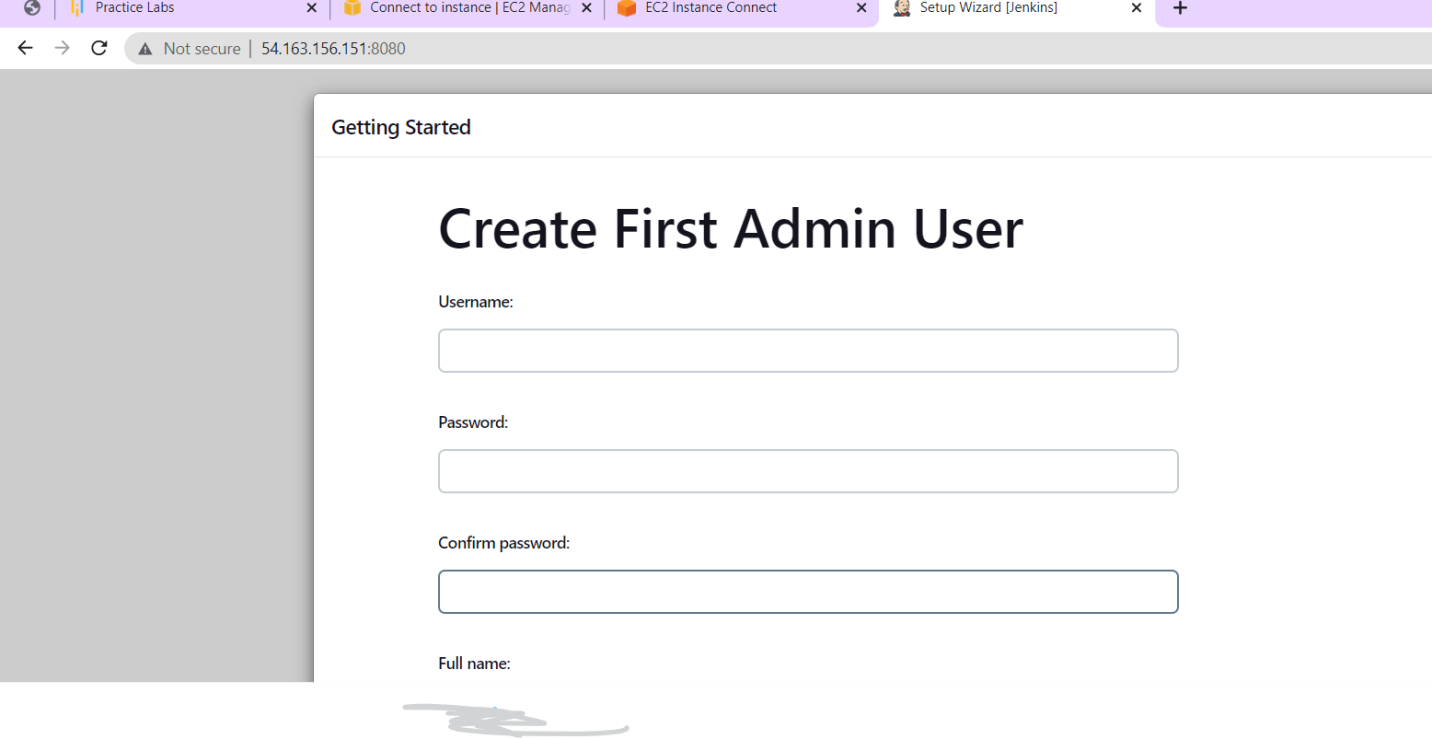 Practice Labs
Connect to instance | EC2 Manag
EC2 Instance Connect
Setup Wizard [Jenkins]
Not secure | 54.163.156.151:8080
Getting Started
Create First Admin User
Username:
Password:
Confirm password:
Full name: